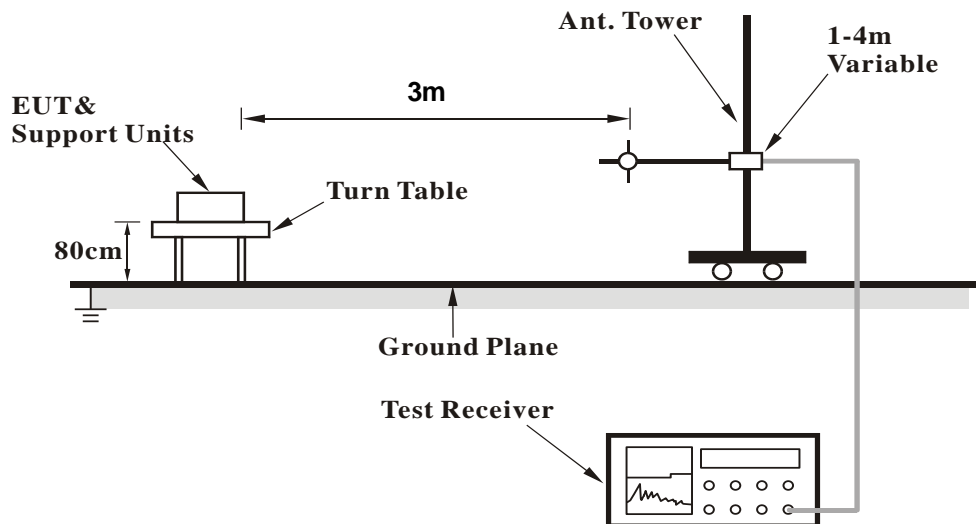 Ant. Tower
1-4m
Variable
3m
EUT&
Support Units
Turn Table
80cm
Ground Plane
Test Receiver